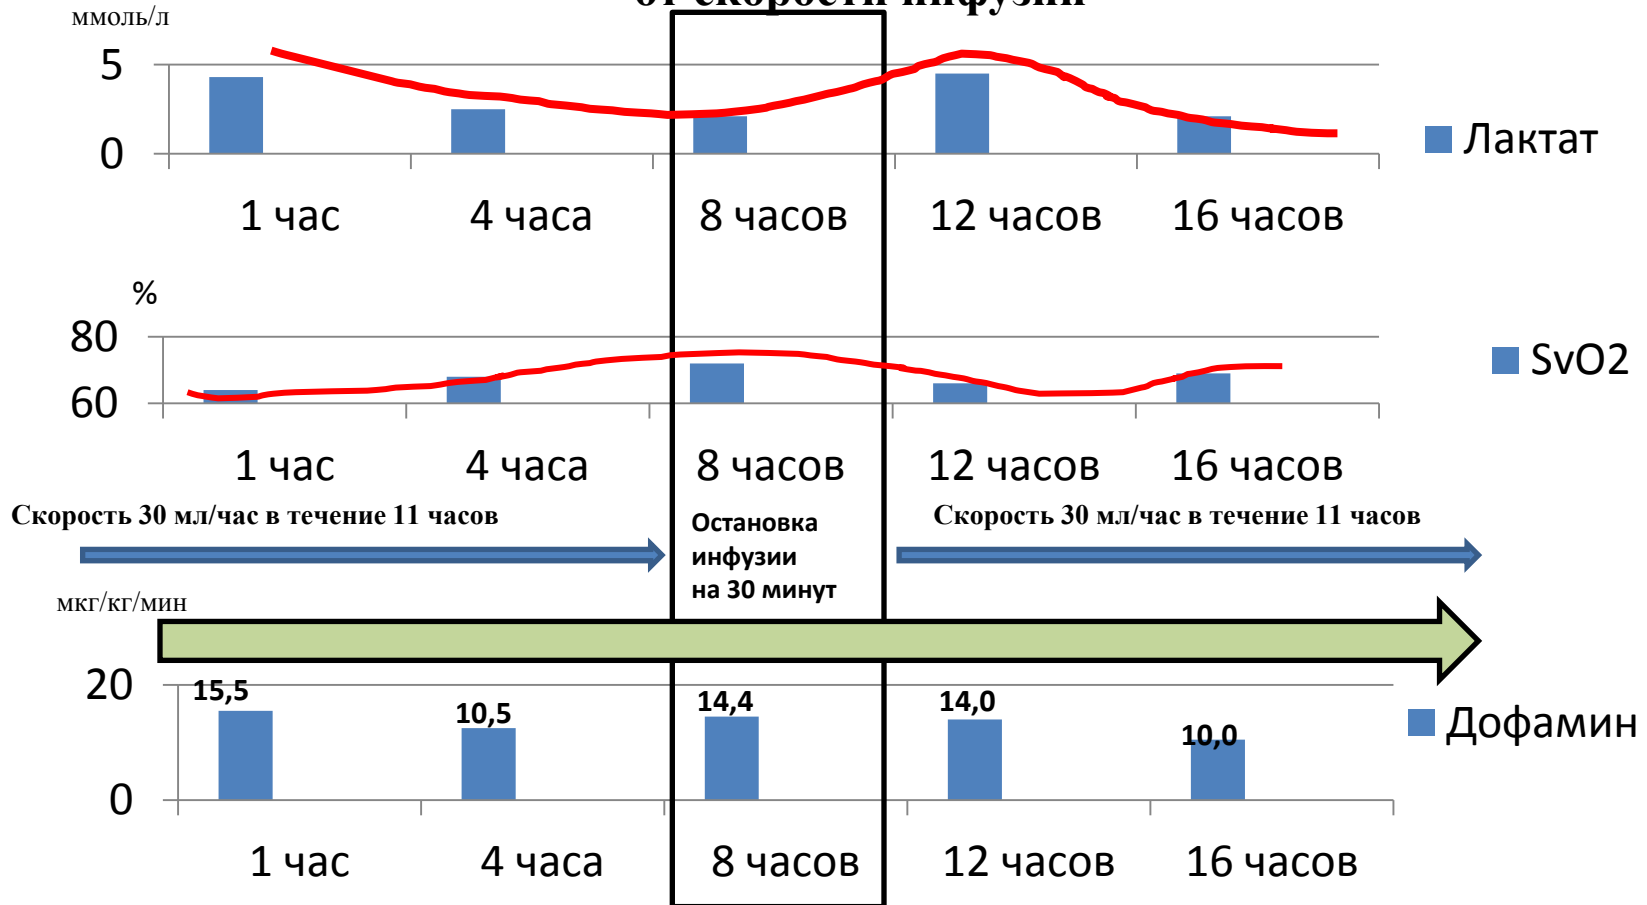 от скорости инфузии
ммоль/л
5
0
1 час 4 часа 8 часов 12 часов 16 часов
Лактат
%
80
60
1 час 4 часа 8 часов 12 часов 16 часов
SvO2
Скорость 30 мл/час в течение 11 часов
Остановка
инфузии
на 30 минут
Скорость 30 мл/час в течение 11 часов
мкг/кг/мин
20
0
15,5 10,5 14,4 14,0 10,0
1 час 4 часа 8 часов 12 часов 16 часов
Дофамин